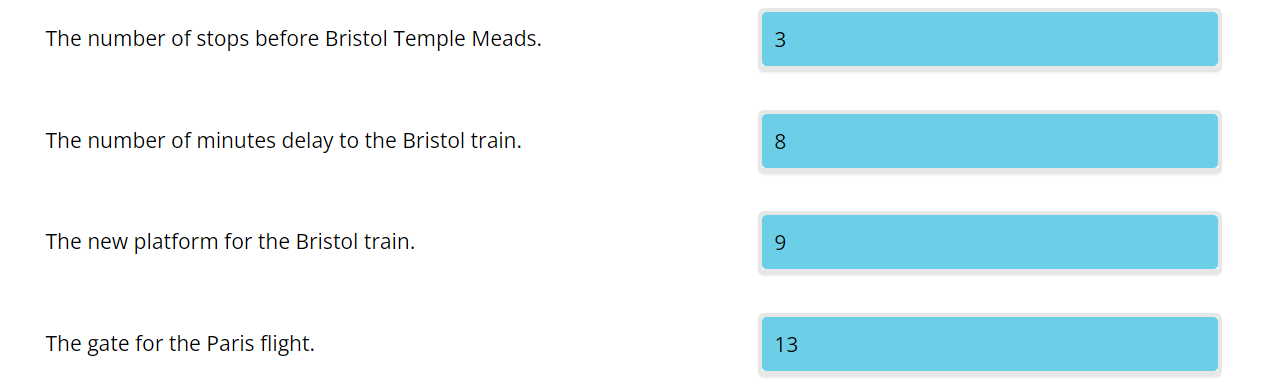 The number of stops before Bristol Temple Meads.
3
The number of minutes delay to the Bristol train.
8
The new platform for the Bristol train.
9
The gate for the Paris flight.
13